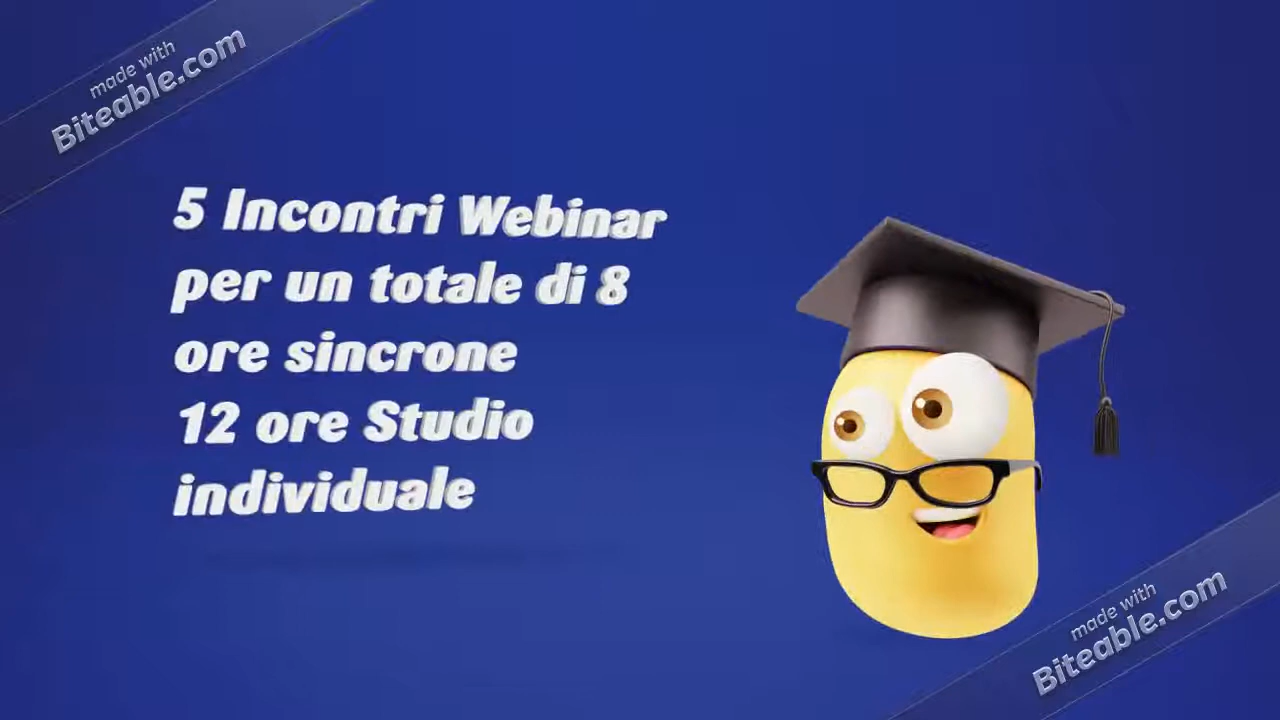 made with
Biteable.com
5 Incontri Webinar
per un totale di 8
ore sincrone
12 ore Studio
individuale
made with
Biteable.com